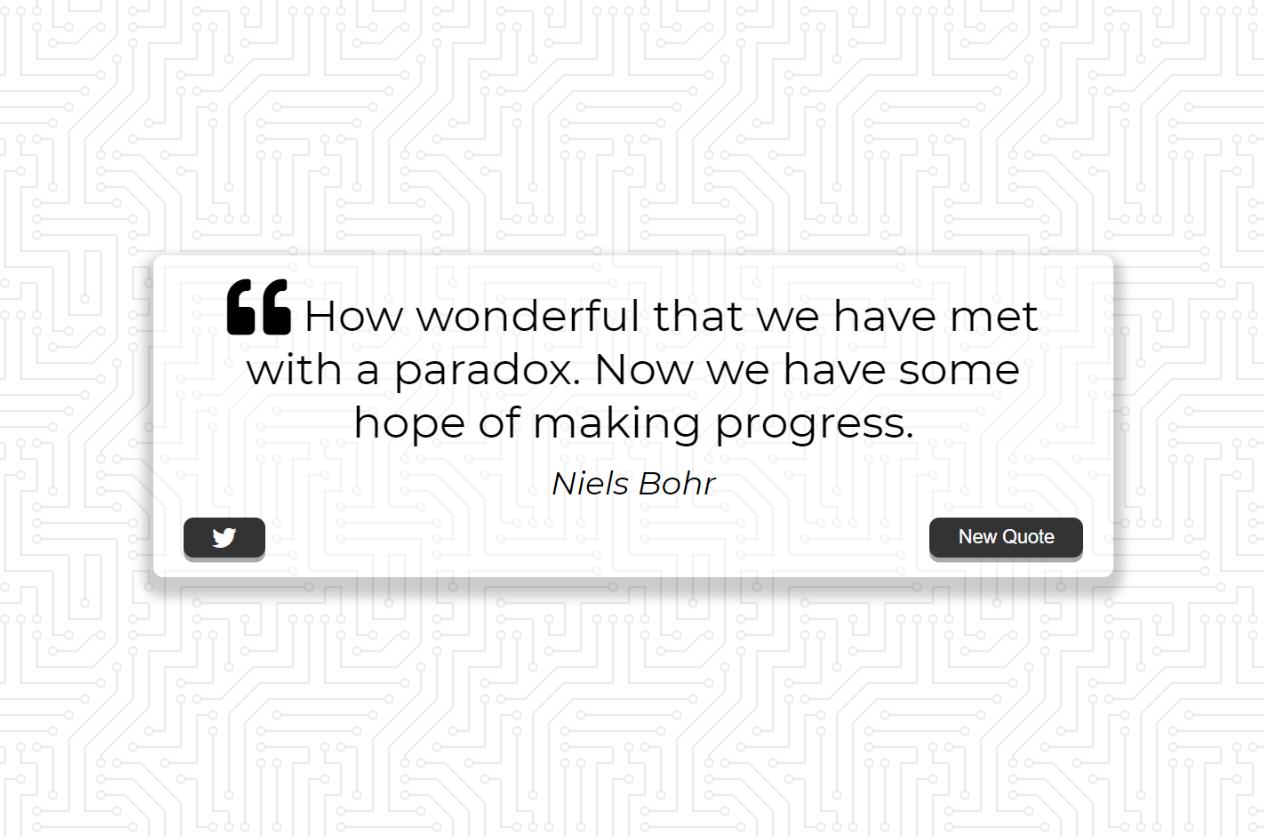 How wonderful that we have met
with a paradox. Now we have some
hope of making progress.
Niels Bohr
New Quote